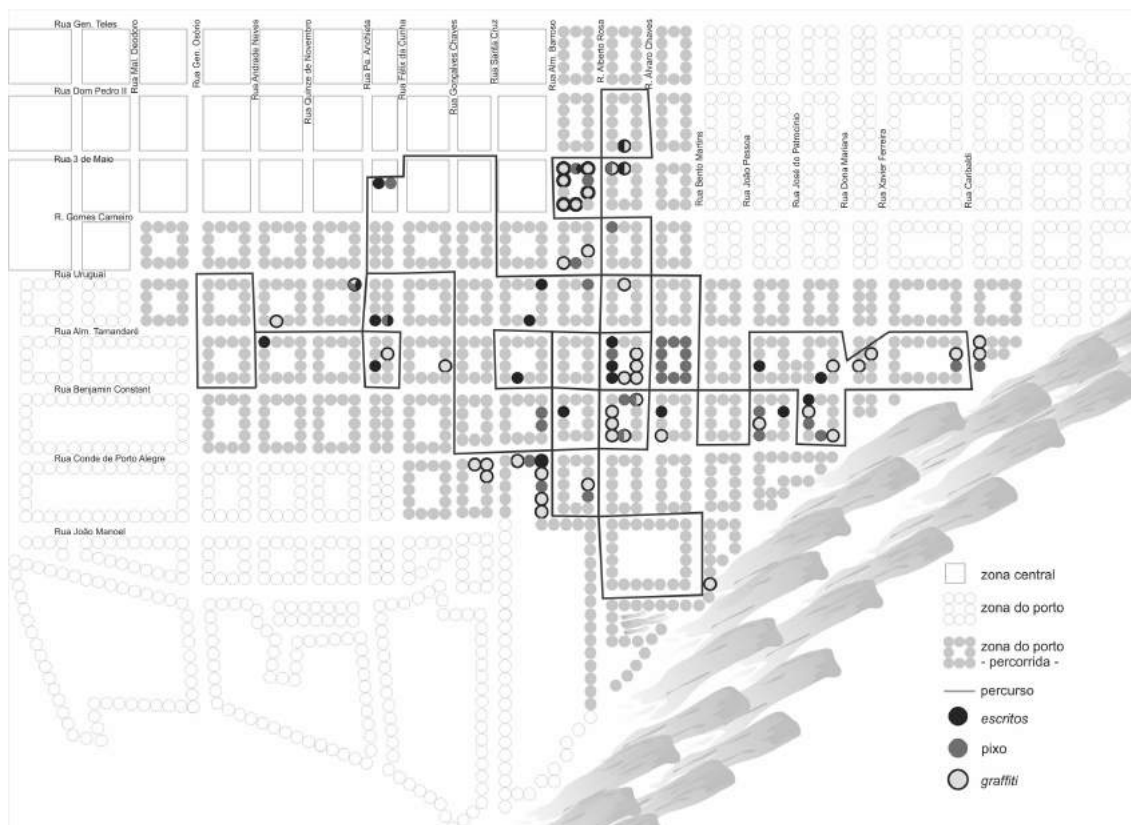 Rua Gen. Teles
Rua Dom Pedro II
Rua 3 de Maio
R. Gomes Carneiro
Rua Uruguai
Rua Alm. Tamandaré
Rua Benjamin Constant
Rua Conde de Porto Alegre
Rua João Manoel
Rua Mal. Deodoro
Rua Gen. Osório
Rua Andrade Neves
Rua Quinze de Novembro
Rua Pe. Anchieta
Rua Félix da Cunha
Rua Gonçalves Chaves
Rua Santa Cruz
Rua Alm. Barroso
R. Alberto Rosa
R. Álvaro Chaves
Rua Bento Martins
Rua João Pessoa
Rua José do Patrocínio
Rua Dona Mariana
Rua Xavier Ferreira
Rua Garibaldi
zona central
zona do porto
zona do porto
- percorrida -
percurso
escritos
pixo
graffiti